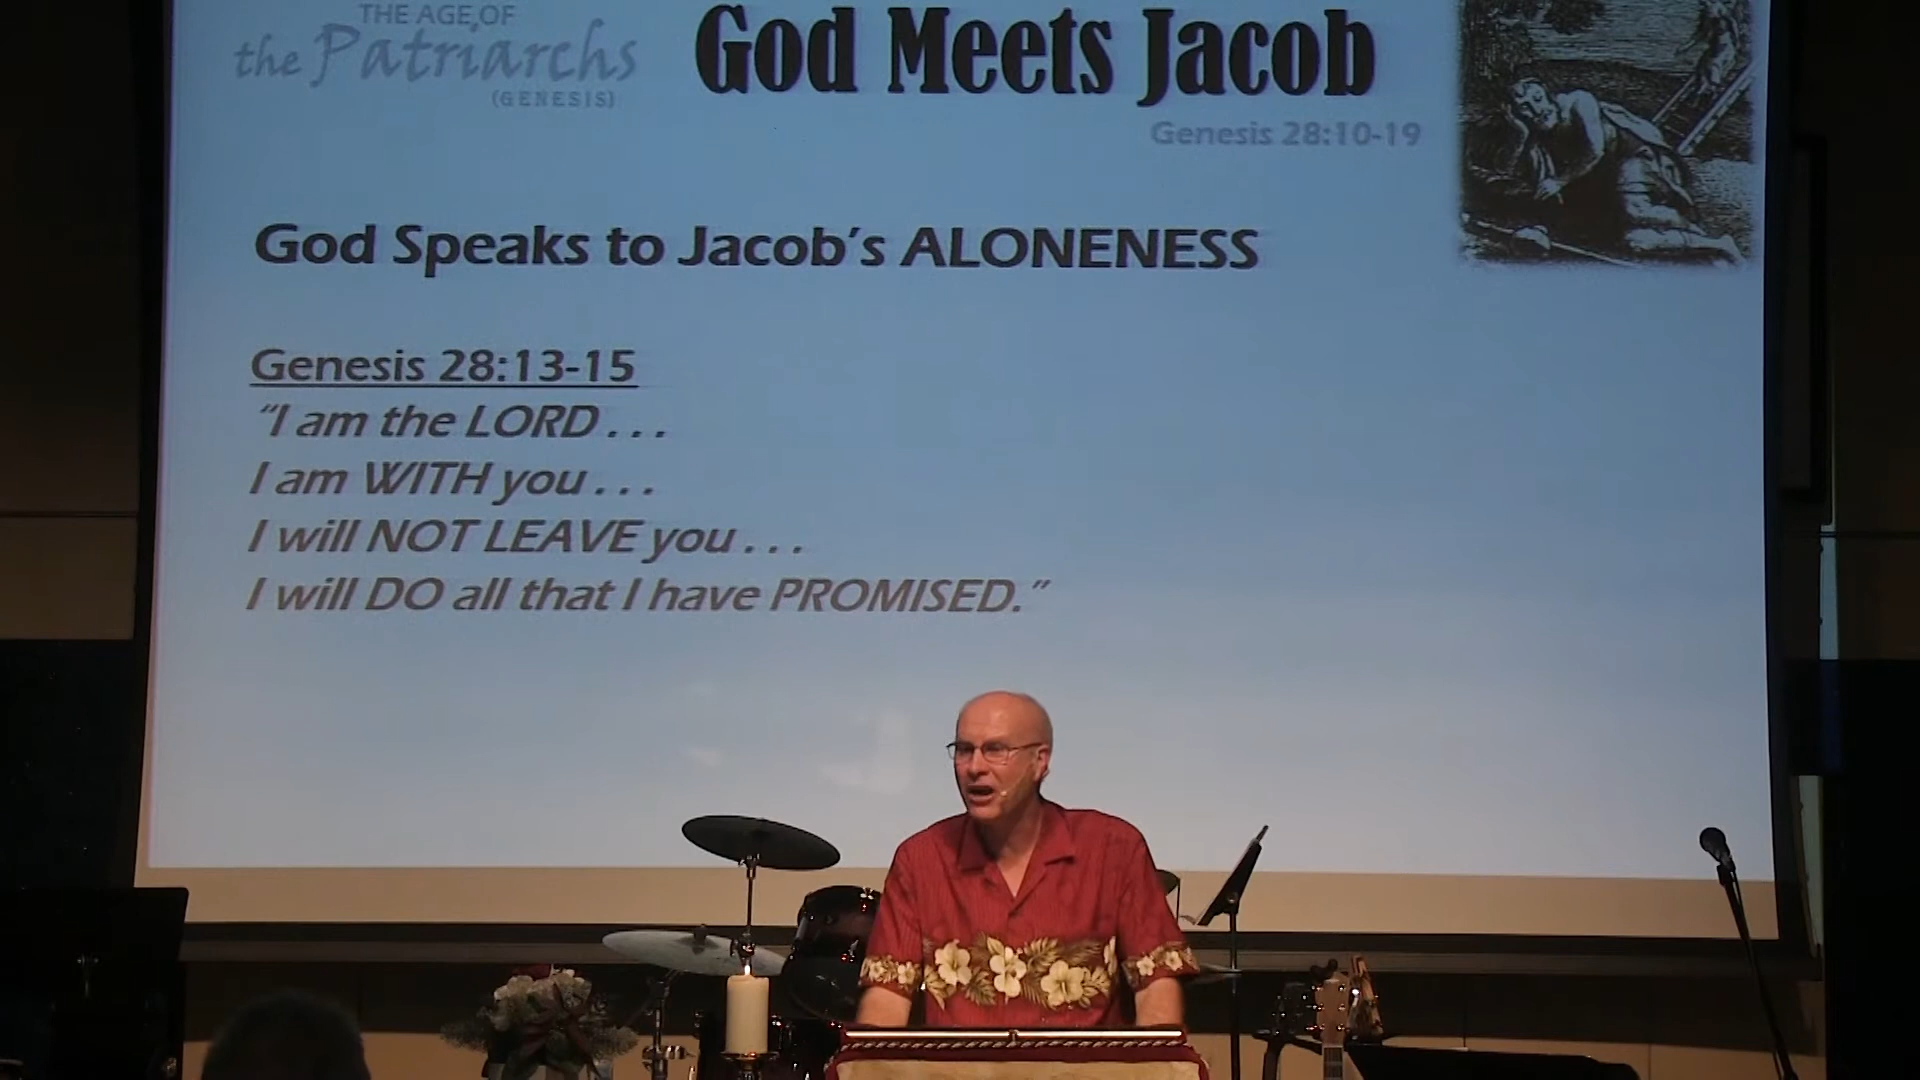 THE AGE OF
the Patriarchs
(GENESIS)
God Meets Jacob
Genesis 28:10-19
God Speaks to Jacob’s ALONENESS
Genesis 28:13-15
“I am the LORD . . .
I am WITH you . . .
I will NOT LEAVE you . . .
I will DO all that I have PROMISED.”